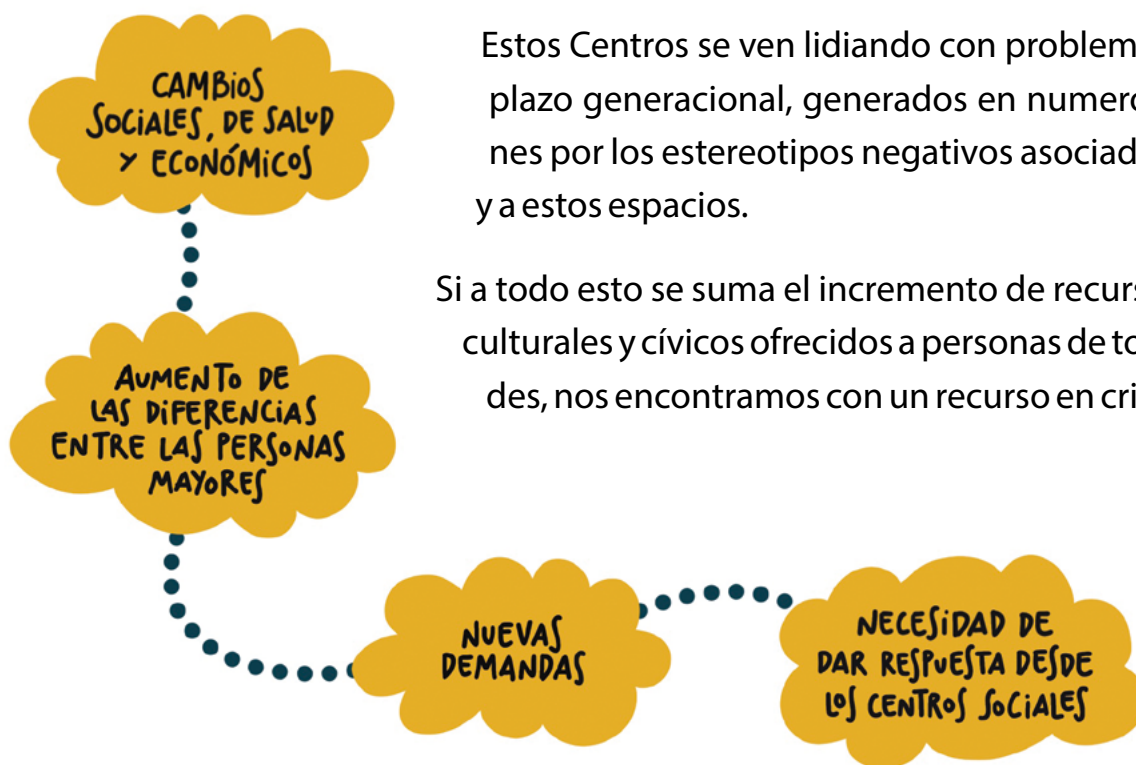 CAMBIOS
SOCIALES, DE SALUD
Y ECONÓMICOS
Estos Centros se ven lidiando con problem
plazo generacional, generados en numero
nes por los estereotipos negativos asociad
y a estos espacios.
Si a todo esto se suma el incremento de recurs
culturales y cívicos ofrecidos a personas de to
des, nos encontramos con un recurso en cri
AUMENTO DE
LAS DIFERENCIAS
ENTRE LAS PERSONAS
MAYORES
NUEVAS
DEMANDAS
NECESIDAD DE
DAR RESPUESTA DESDE
LOS CENTROS SOCIALES